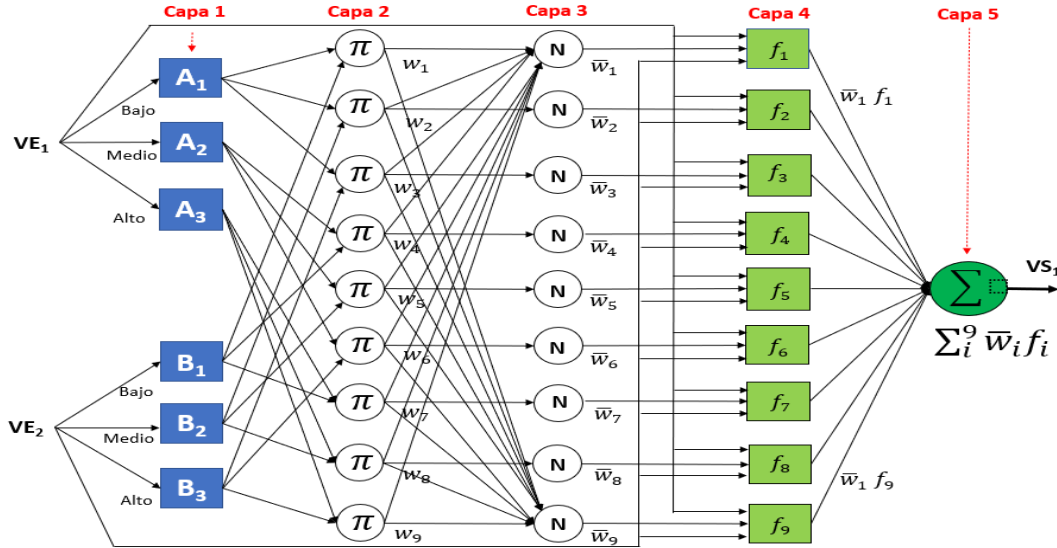 Capa 1
Capa 2
Capa 3
Capa 4
Capa 5
VE₁
Bajo
Medio
Alto
A₁
A₂
A₃
VE₂
Bajo
Medio
Alto
B₁
B₂
B₃
π
π
π
π
π
π
π
π
π
w₁
w₂
w₃
w₄
w₅
w₆
w₇
w₈
w₉
N
N
N
N
N
N
N
N
N
w̅₁
w̅₂
w̅₃
w̅₄
w̅₅
w̅₆
w̅₇
w̅₈
w̅₉
f₁
f₂
f₃
f₄
f₅
f₆
f₇
f₈
f₉
w̅₁ f₁
w̅₁ f₉
∑
VS₁
∑ᵢ⁹ w̅ᵢfᵢ